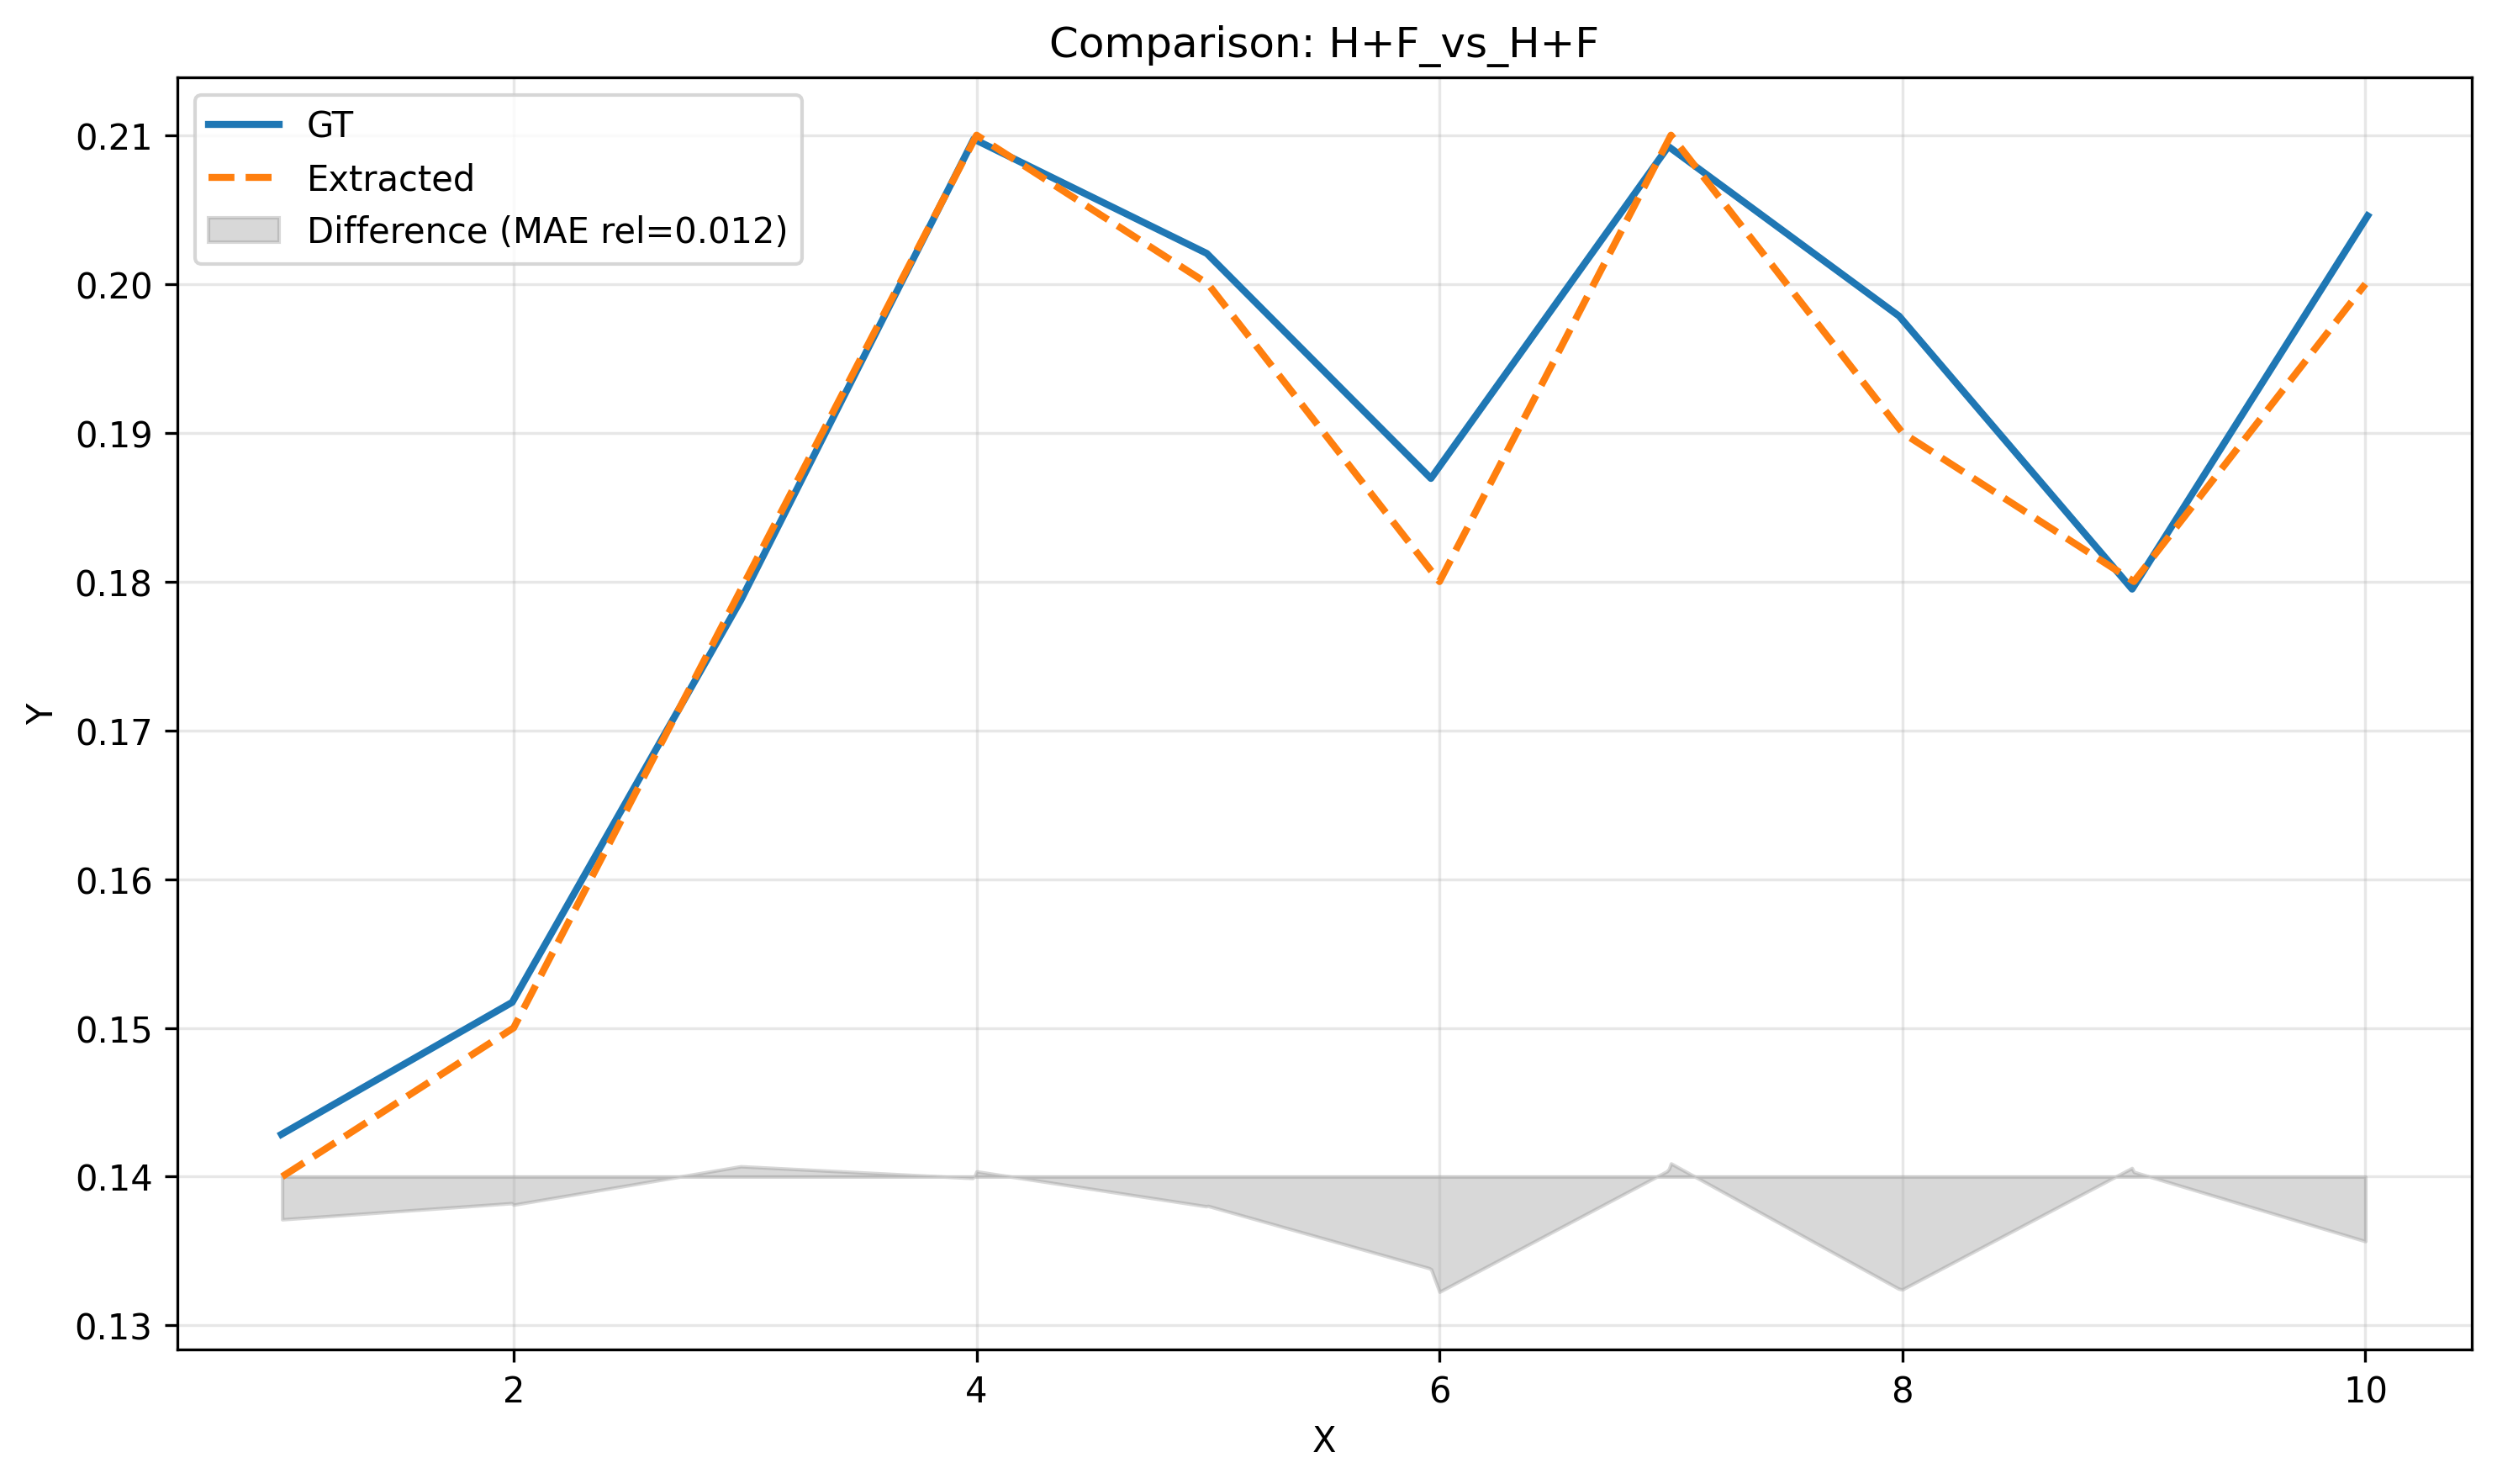 Comparison: H+F_vs_H+F
GT
Extracted
Difference (MAE rel=0.012)
0.21
0.20
0.19
0.18
0.17
0.16
0.15
0.14
0.13
Y
2 4 6 8 10
X